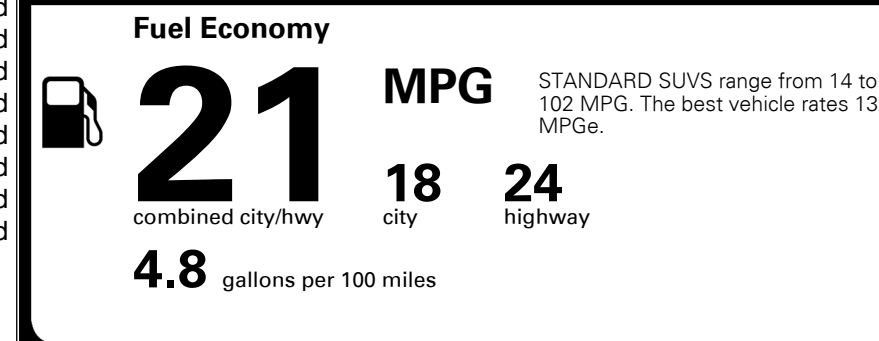 d
d
d
d
d
d
d
d
Fuel Economy
21
MPG
STANDARD SUVS range from 14 to
102 MPG. The best vehicle rates 13
MPGe.
18 24
combined city/hwy city highway
4.8 gallons per 100 miles